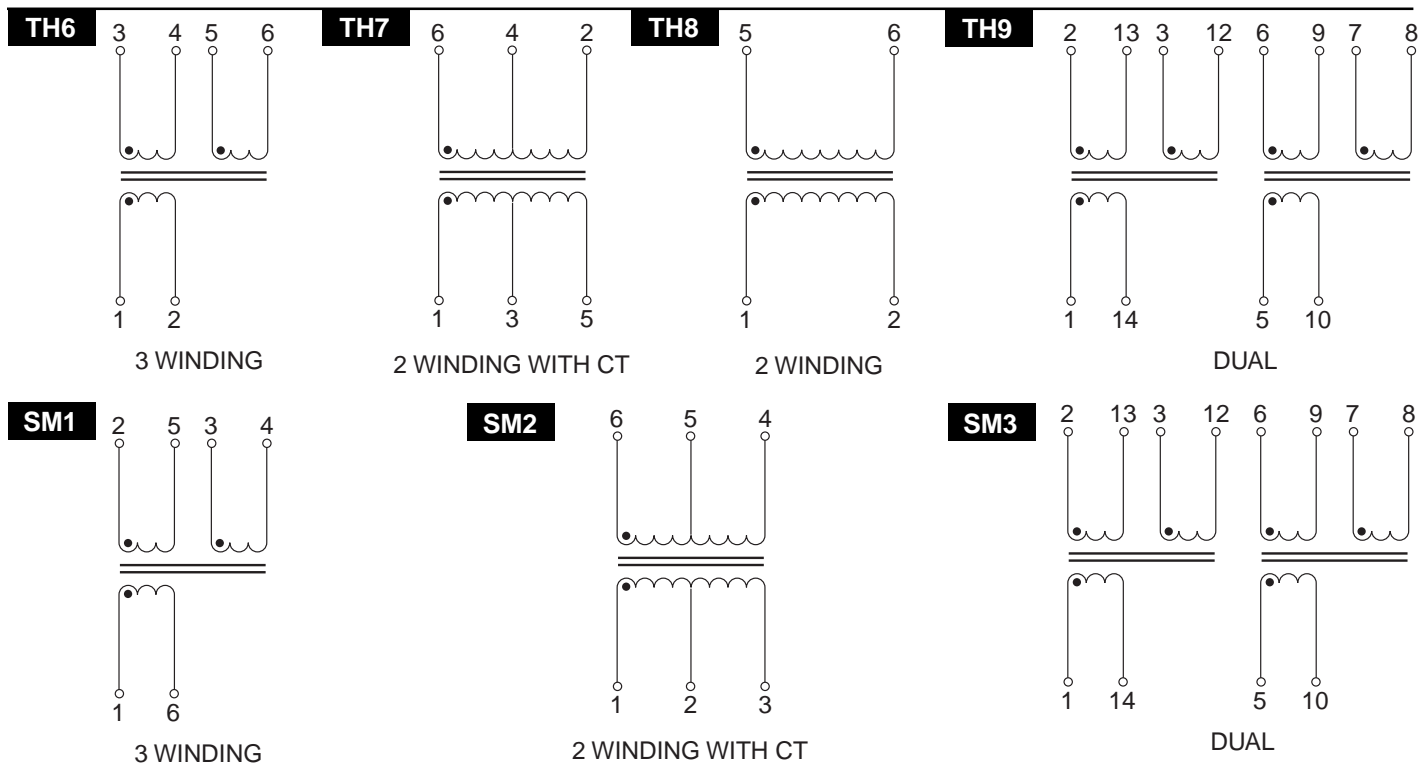 TH6 3 4 5 6
1 2
3 WINDING
TH7 6 4 2
1 3 5
2 WINDING WITH CT
TH8 5 6
1 2
2 WINDING
TH9 2 13 3 12 6 9 7 8
1 14 5 10
DUAL
SM1 2 5 3 4
1 6
3 WINDING
SM2 6 5 4
1 2 3
2 WINDING WITH CT
SM3 2 13 3 12 6 9 7 8
1 14 5 10
DUAL